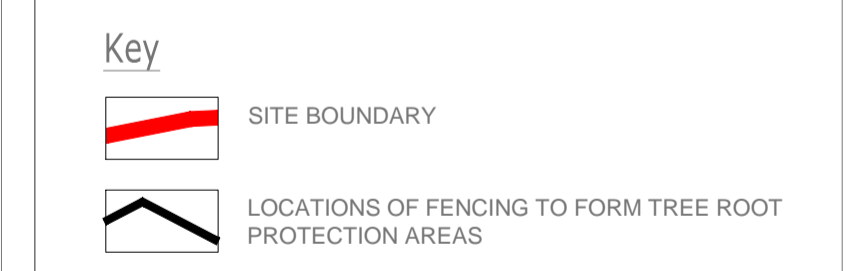 Key
SITE BOUNDARY
LOCATIONS OF FENCING TO FORM TREE ROOT
PROTECTION AREAS